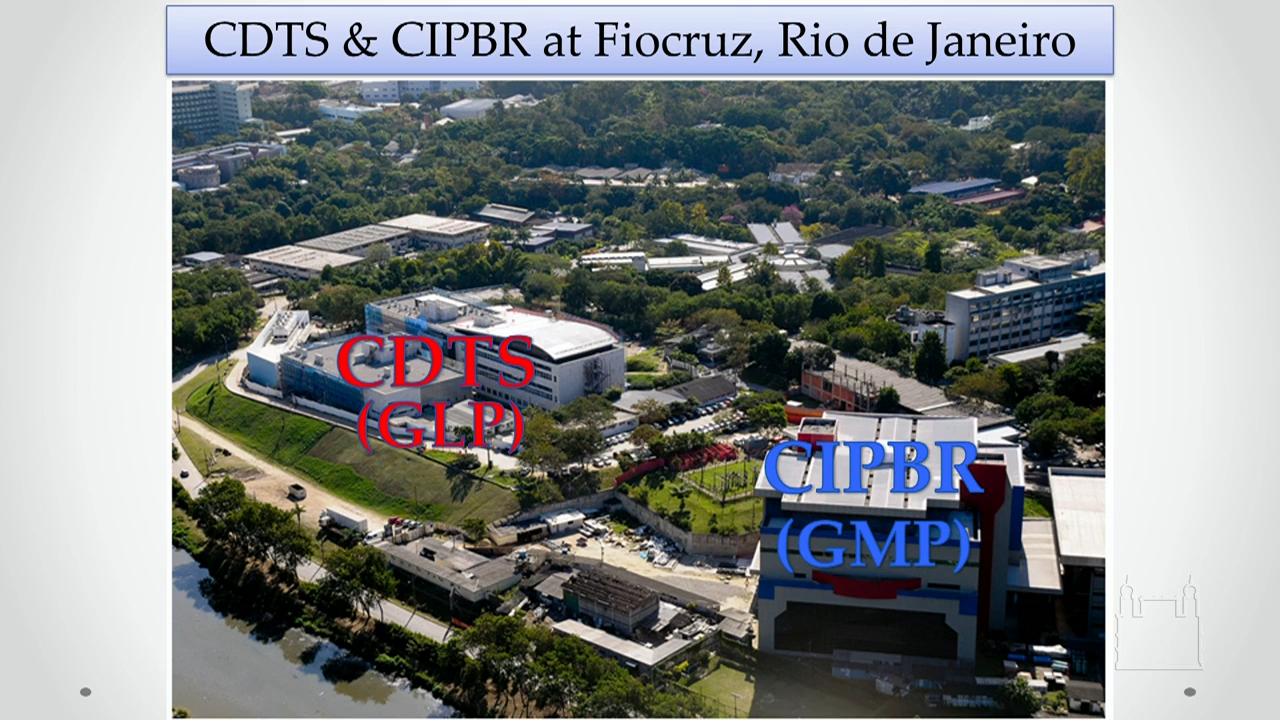 CDTS & CIPBR at Fiocruz, Rio de Janeiro
CDTS
(GLP)
CIPBR
(GMP)